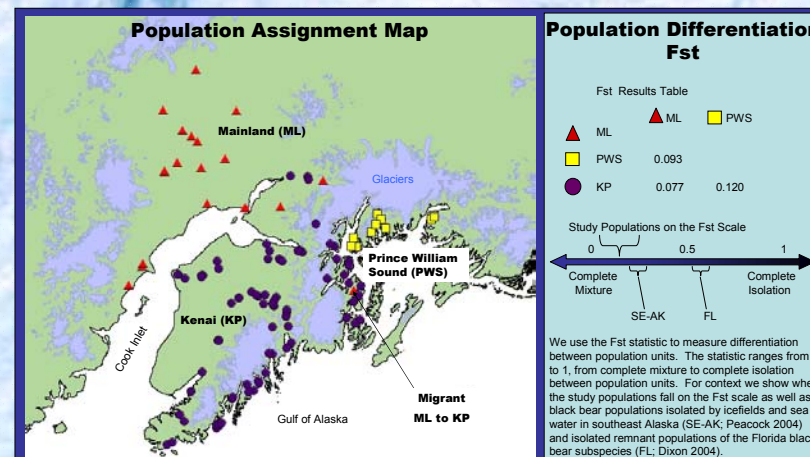 Population Assignment Map
Mainland (ML)
Glaciers
Prince William
Sound (PWS)
Kenai (KP)
Cook Inlet
Migrant
ML to KP
Gulf of Alaska
Population Differentiation
Fst
Fst Results Table
ML PWS
ML
PWS 0.093
KP 0.077 0.120
Study Populations on the Fst Scale
0 0.5 1
Complete Complete
Mixture Isolation
SE-AK FL
We use the Fst statistic to measure differentiation
between population units. The statistic ranges from
to 1, from complete mixture to complete isolation
between population units. For context we show
the study populations fall on the Fst scale as well as
black bear populations isolated by icefields and sea
water in southeast Alaska (SE-AK; Peacock 2004)
and isolated remnant populations of the Florida
bear subspecies (FL; Dixon 2004).